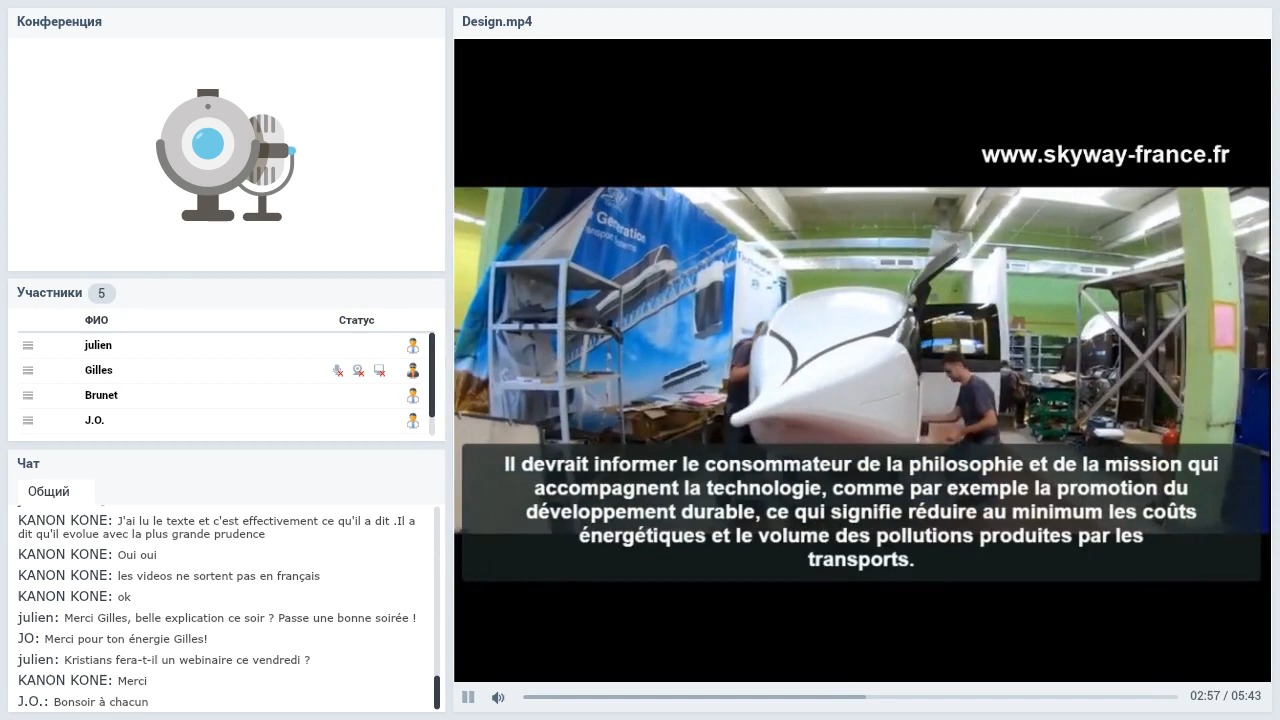 Конференция
Design.mp4
www.skyway-france.fr
Generation
Участники 5
ФИО Статус
julien
Gilles
Brunet
J.O.
Чат
Общий
KANON KONE: J'ai lu le texte et c'est effectivement ce qu'il a dit .Il a
dit qu'il evolue avec la plus grande prudence
KANON KONE: Oui oui
KANON KONE: les videos ne sortent pas en français
KANON KONE: ok
julien: Merci Gilles, belle explication ce soir ? Passe une bonne soirée !
JO: Merci pour ton énergie Gilles!
julien: Kristians fera-t-il un webinaire ce vendredi ?
KANON KONE: Merci
J.O.: Bonsoir à chacun
Il devrait informer le consommateur de la philosophie et de la mission qui
accompagnent la technologie, comme par exemple la promotion du
développement durable, ce qui signifie réduire au minimum les coûts
énergétiques et le volume des pollutions produites par les
transports.
02:57 / 05:43